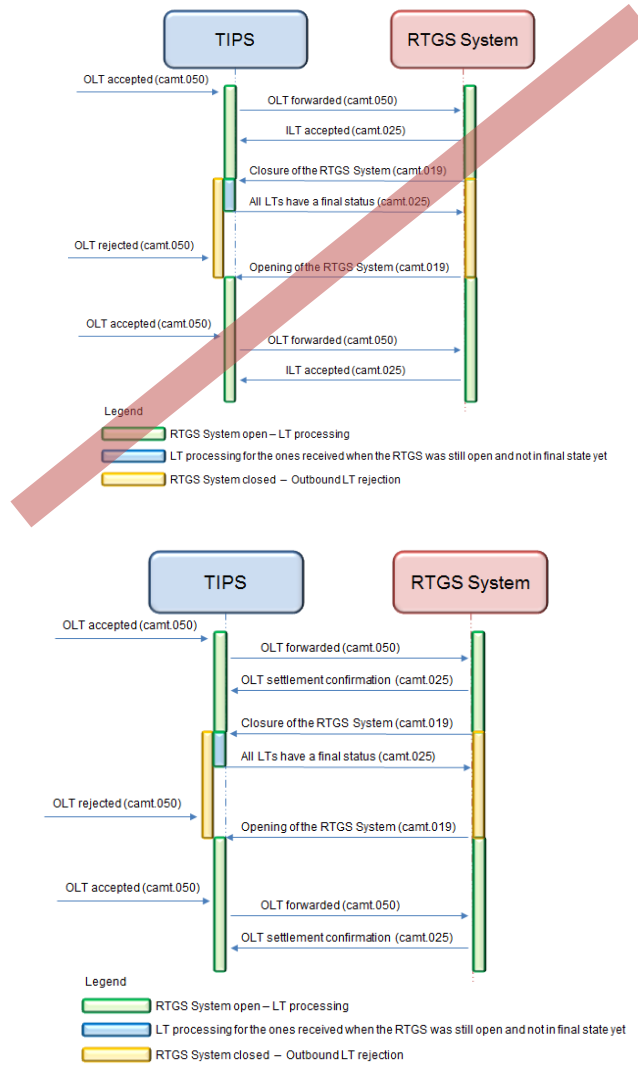 TIPS
RTGS System
OLT accepted (camt.050)
OLT forwarded (camt.050)
ILT accepted (camt.025)
Closure of the RTGS System (camt.019)
All LTs have a final status (camt.025)
OLT rejected (camt.050)
Opening of the RTGS System (camt.019)
OLT accepted (camt.050)
OLT forwarded (camt.050)
ILT accepted (camt.025)
Legend
RTGS System open – LT processing
LT processing for the ones received when the RTGS was still open and not in final state yet
RTGS System closed – Outbound LT rejection
TIPS
RTGS System
OLT accepted (camt.050)
OLT forwarded (camt.050)
OLT settlement confirmation (camt.025)
Closure of the RTGS System (camt.019)
All LTs have a final status (camt.025)
OLT rejected (camt.050)
Opening of the RTGS System (camt.019)
OLT accepted (camt.050)
OLT forwarded (camt.050)
OLT settlement confirmation (camt.025)
Legend
RTGS System open – LT processing
LT processing for the ones received when the RTGS was still open and not in final state yet
RTGS System closed – Outbound LT rejection